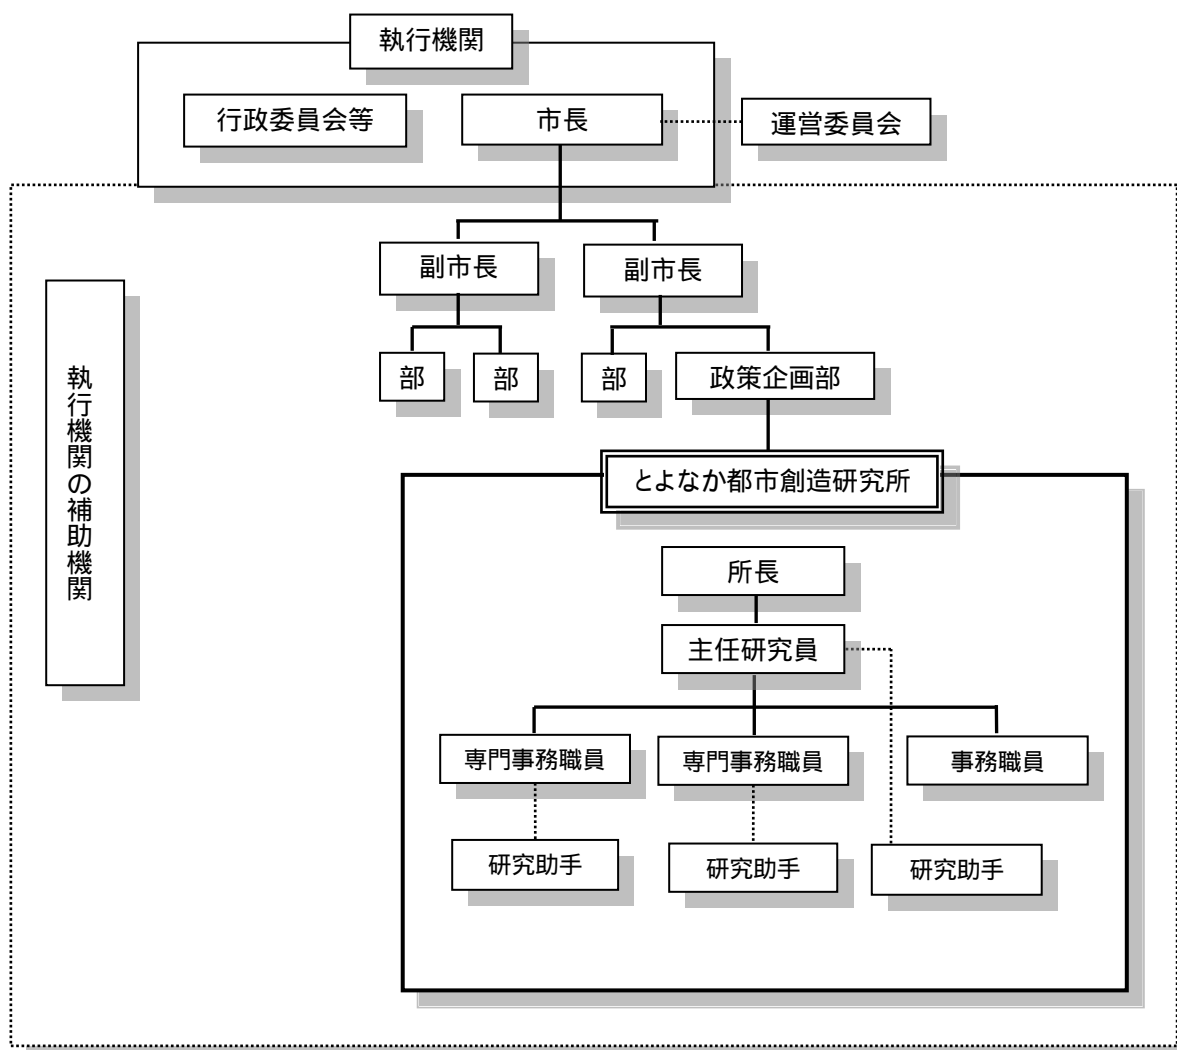 執行機関
行政委員会等
市長
運営委員会
副市長
副市長
執行機関の補助機関
部
部
部
政策企画部
とよなか都市創造研究所
所長
主任研究員
専門事務職員
専門事務職員
事務職員
研究助手
研究助手
研究助手